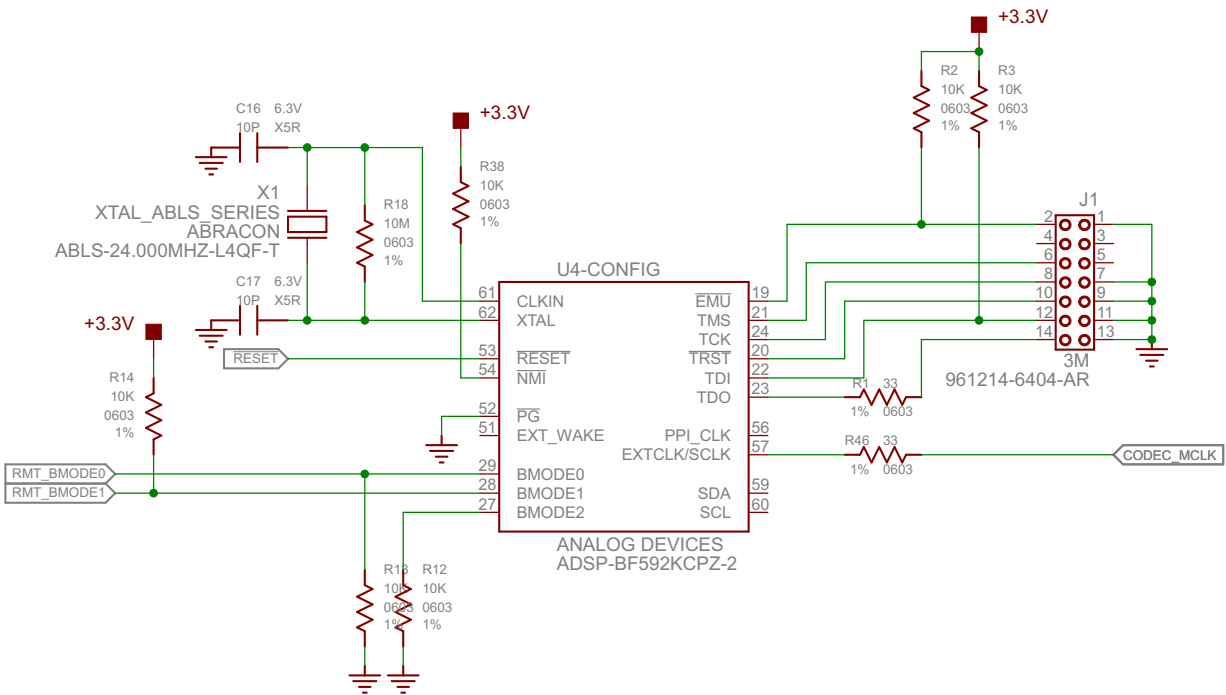 +3.3V
R2
10K
0603
1%
R3
10K
0603
1%
C16 6.3V
10P X5R
+3.3V
R38
10K
0603
1%
X1
XTAL_ABLS_SERIES
ABRACON
ABLS-24.000MHZ-L4QF-T
R18
10M
0603
1%
C17 6.3V
10P X5R
+3.3V
R14
10K
0603
1%
RESET
RMT_BMODE0
RMT_BMODE1
U4-CONFIG
61 CLKIN
62 XTAL
53 RESET
54 NMI
52 PG
51 EXT_WAKE
29 BMODE0
28 BMODE1
27 BMODE2
EMU 19
TMS 21
TCK 24
TRST 20
TDI 22
TDO 23
PPI_CLK 56
EXTCLK/SCLK 57
SDA 59
SCL 60
ANALOG DEVICES
ADSP-BF592KCPZ-2
J1
2 1
4 3
6 5
8 7
10 9
12 11
14 13
3M
961214-6404-AR
R1 33
1% 0603
R46 33
1% 0603
CODEC_MCLK
R13
10K
0603
1%
R12
10K
0603
1%